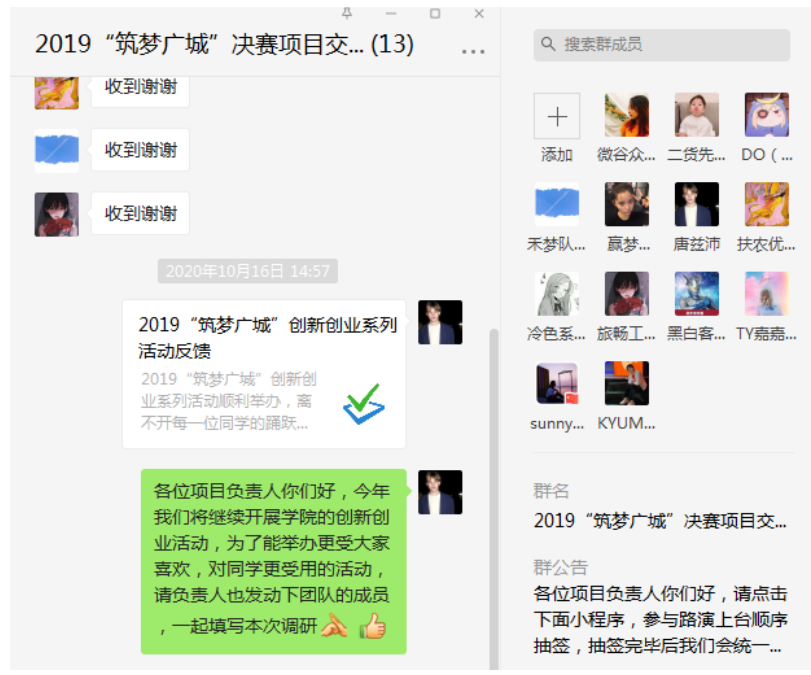 2019“筑梦广城”决赛项目交... (13)
收到谢谢
收到谢谢
收到谢谢
2020年10月16日 14:57
2019“筑梦广城”创新创业系列
活动反馈
2019“筑梦广城”创新创
业系列活动顺利举办，离
不开每一位同学的踊跃...
各位项目负责人你们好，今年
我们将继续开展学院的创新创
业活动，为了能举办更受大家
喜欢，对同学更受用的活动，
请负责人也发动下团队的成员
，一起填写本次调研
搜索群成员
添加
微谷众...
二货先...
DO（...
禾梦队...
赢梦...
唐兹沛
扶农优...
冷色系...
旅畅工...
黑白客...
TY嘉嘉...
sunny...
KYUM...
群名
2019“筑梦广城”决赛项目交...
群公告
各位项目负责人你们好，请点击
下面小程序，参与路演上台顺序
抽签，抽签完毕后我们会统一...